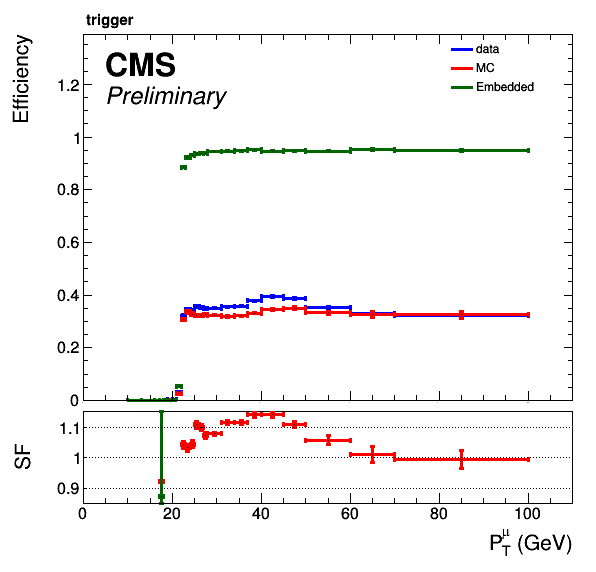 trigger
CMS
Preliminary
data
MC
Embedded
Efficiency
1.2
1
0.8
0.6
0.4
0.2
0
SF
1.1
1
0.9
0 20 40 60 80 100
P_T^μ (GeV)